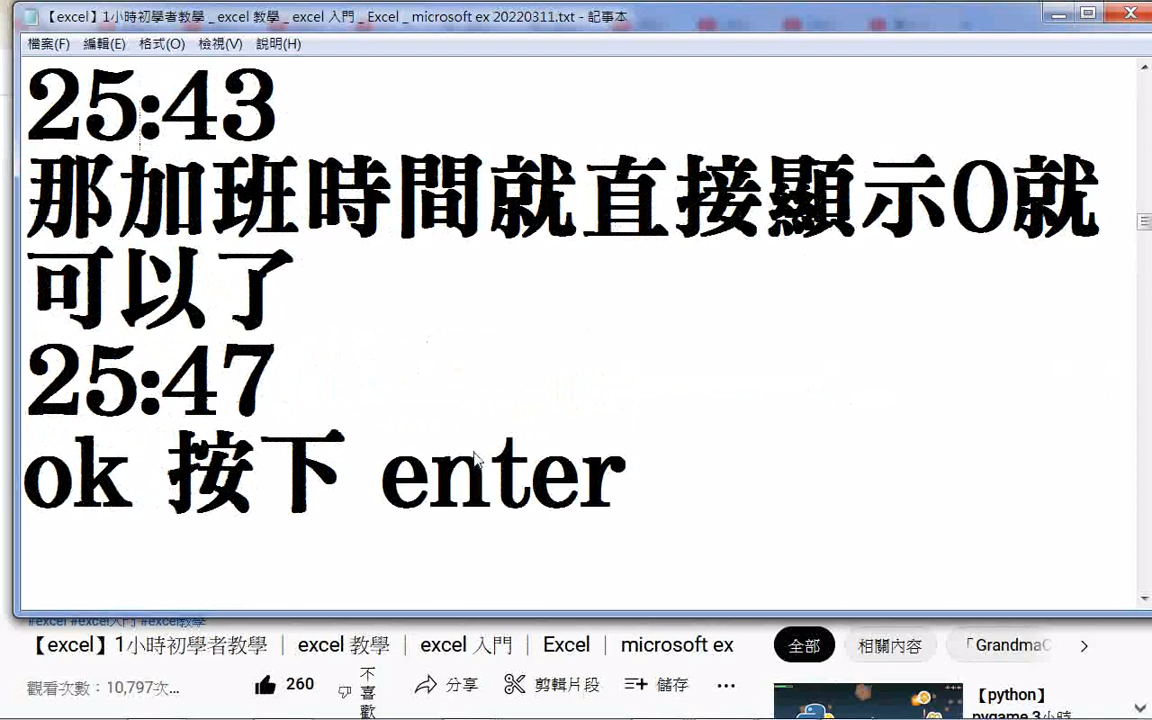 【excel】1小時初學者教學 _ excel 教學 _ excel 入門 _ Excel _ microsoft ex 20220311.txt - 記事本
檔案(F) 編輯(E) 格式(O) 檢視(V) 說明(H)
25:43
那加班時間就直接顯示0就
可以了
25:47
ok 按下 enter
#excel #excel入門 #excel教學
【excel】1小時初學者教學 | excel 教學 | excel 入門 | Excel | microsoft ex
觀看次數：10,797次...
260
不喜歡
分享
剪輯片段
儲存
全部
相關內容
「GrandmaC
【python】
pygame 3小時